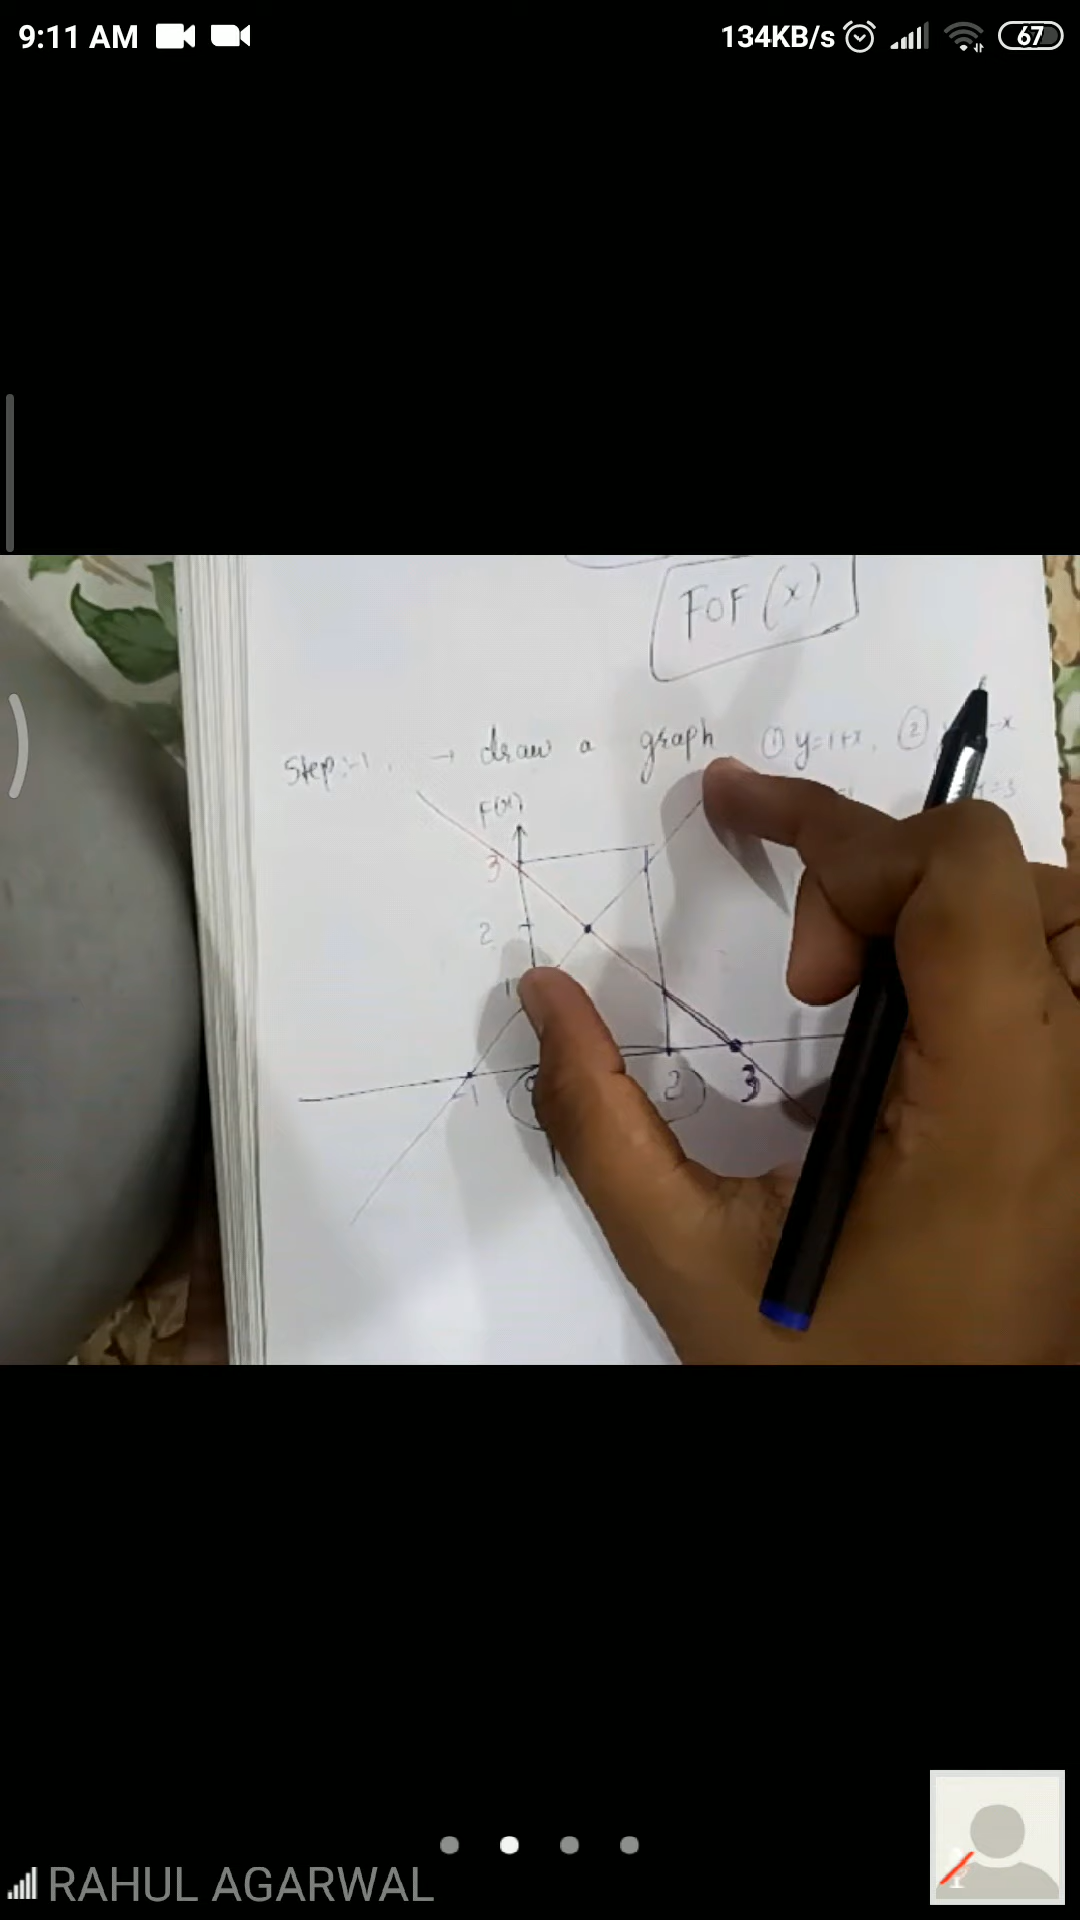 9:11 AM 134KB/s 67
FOF (x)
Step:-1. → draw a graph ① y=1+x, ② -x
=3
F(x)
3
2
1
-1 2 3
RAHUL AGARWAL